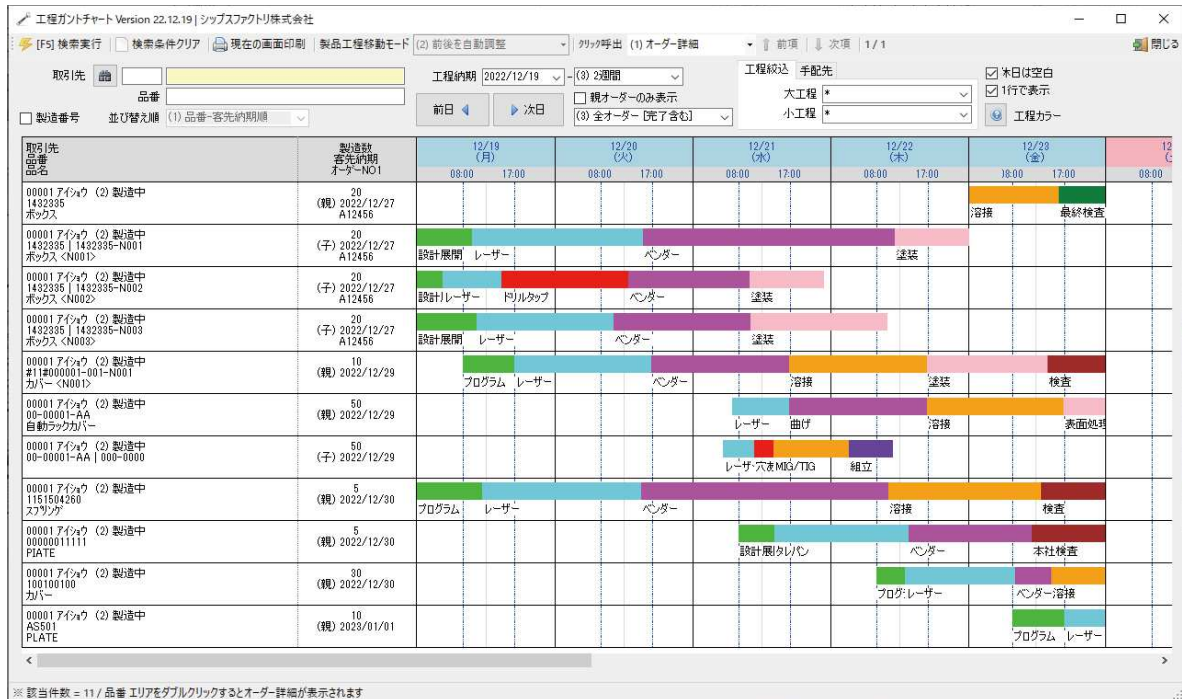 工程ガントチャート Version 22.12.19 | シップスファクトリ株式会社
[F5] 検索実行 検索条件クリア 現在の画面印刷 製品工程移動モード (2) 前後を自動調整 クリック呼出 (1) オーダー詳細 前項 次項 1/1 閉じる
取引先 工程納期 2022/12/19 - (3) 2週間 工程絞込 手配先 休日は空白
品番 前日 次日 親オーダーのみ表示 大工程 * 1行で表示
製造番号 並び替え順 (1) 品番-客先納期順 (3) 全オーダー [完了含む] 小工程 * 工程カラー
取引先 製造数 12/19 12/20 12/21 12/22 12/23 12
品番 客先納期 (月) (火) (水) (木) (金)
品名 オーダーNO1 08:00 17:00 08:00 17:00 08:00 17:00 08:00 17:00 08:00 17:00 08:00
00001 アイショウ (2) 製造中 20
1432335 (親) 2022/12/27
ボックス A12456 溶接 最終検査
00001 アイショウ (2) 製造中 20
1432335 | 1432335-N001 (子) 2022/12/27
ボックス <N001> A12456 設計展開 レーザー ベンダー 塗装
00001 アイショウ (2) 製造中 20
1432335 | 1432335-N002 (子) 2022/12/27
ボックス <N002> A12456 設計 レーザー ドリルタップ ベンダー 塗装
00001 アイショウ (2) 製造中 20
1432335 | 1432335-N003 (子) 2022/12/27
ボックス <N003> A12456 設計展開 レーザー ベンダー 塗装
00001 アイショウ (2) 製造中 10
#11#000001-001-N001 (親) 2022/12/29
カバー <N001> プログラム レーザー ベンダー 溶接 塗装 検査
00001 アイショウ (2) 製造中 50
00-00001-AA (親) 2022/12/29
自動ラックカバー レーザー 曲げ 溶接 表面処理
00001 アイショウ (2) 製造中 50
00-00001-AA | 000-0000 (子) 2022/12/29
レーザ 穴あ MIG/TIG 組立
00001 アイショウ (2) 製造中 5
1151504260 (親) 2022/12/30
スプリング プログラム レーザー ベンダー 溶接 検査
00001 アイショウ (2) 製造中 5
00000011111 (親) 2022/12/30
PIATE 設計展 タレパン ベンダー 本社検査
00001 アイショウ (2) 製造中 30
100100100 (親) 2022/12/30
カバー プログ レーザー ベンダー 溶接
00001 アイショウ (2) 製造中 10
AS501 (親) 2023/01/01
PLATE プログラム レーザー
※ 該当件数 = 11 / 品番 エリアをダブルクリックするとオーダー詳細が表示されます